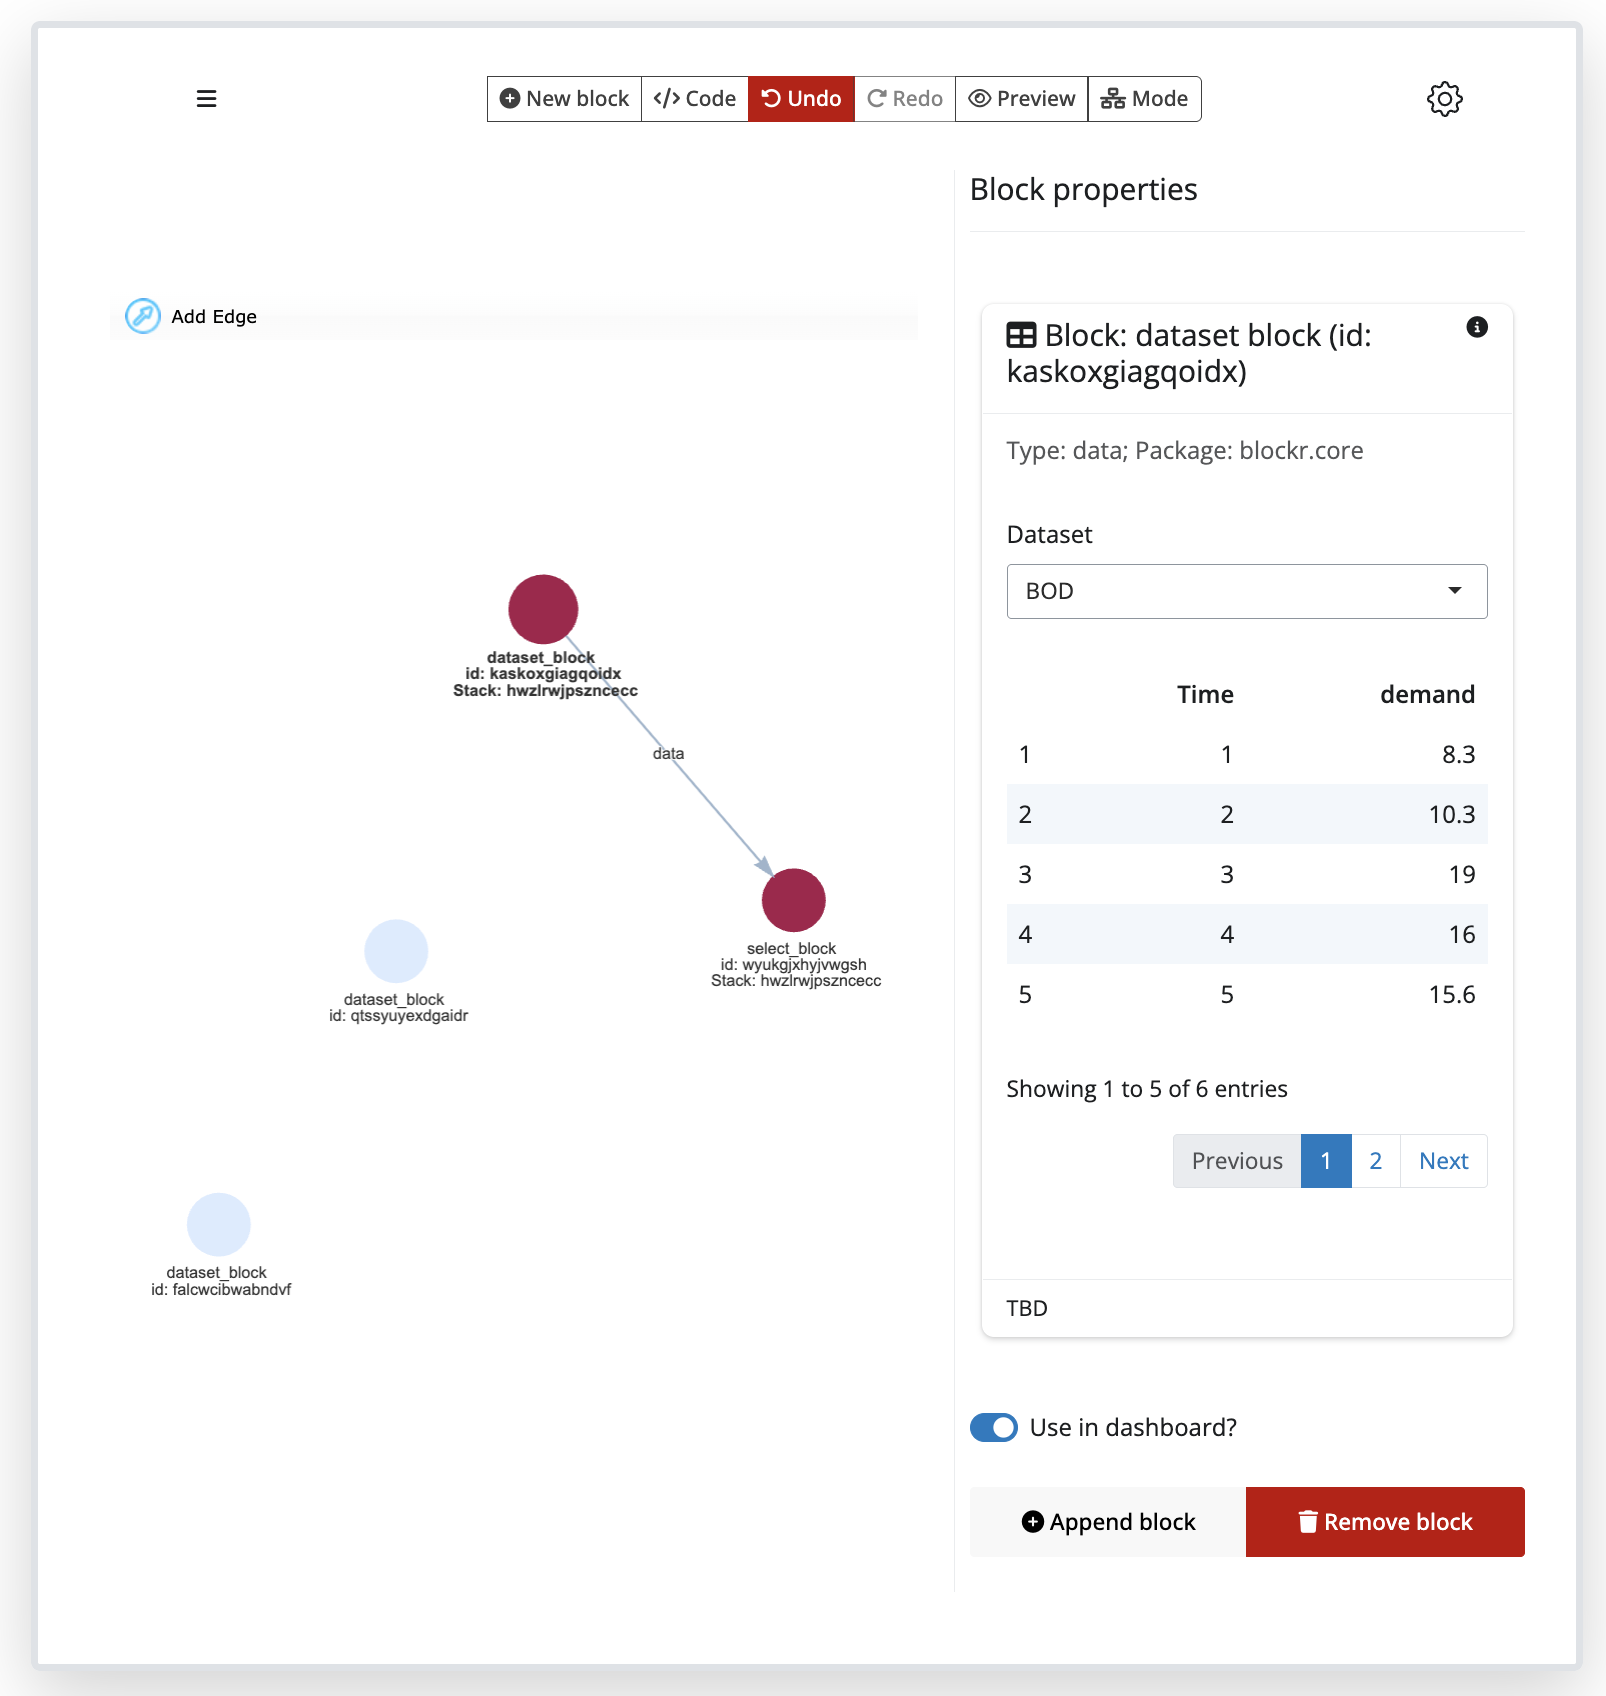 New block </> Code Undo Redo Preview Mode
Block properties
Add Edge
Block: dataset block (id:
kaskoxgiagqoidx)
Type: data; Package: blockr.core
Dataset
BOD
Time demand
1 1 8.3
2 2 10.3
3 3 19
4 4 16
5 5 15.6
Showing 1 to 5 of 6 entries
Previous 1 2 Next
TBD
Use in dashboard?
Append block Remove block
dataset_block
id: kaskoxgiagqoidx
Stack: hwzlrwjpszncecc
data
select_block
id: wyukgjxhyjvwgsh
Stack: hwzlrwjpszncecc
dataset_block
id: qtssyuyexdgaidr
dataset_block
id: falcwcibwabndvf